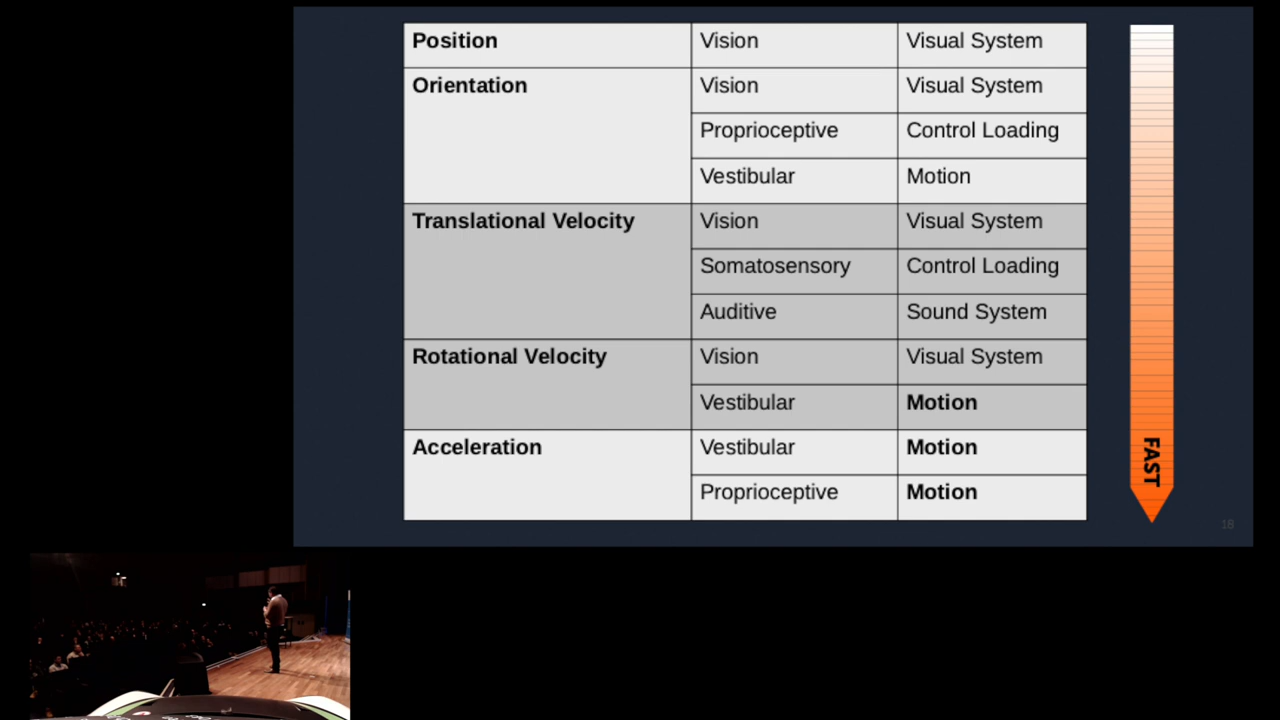 Position Vision Visual System
Orientation Vision Visual System
Proprioceptive Control Loading
Vestibular Motion
Translational Velocity Vision Visual System
Somatosensory Control Loading
Auditive Sound System
Rotational Velocity Vision Visual System
Vestibular Motion
Acceleration Vestibular Motion
Proprioceptive Motion
FAST
18